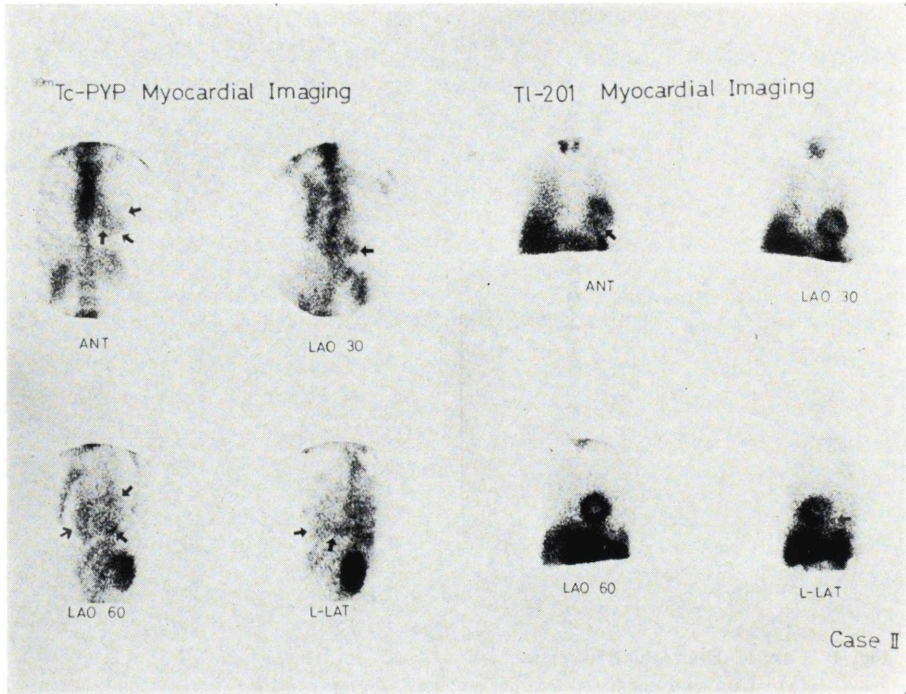 99mTc-PYP Myocardial Imaging
Tl-201 Myocardial Imaging
ANT
LAO 30
ANT
LAO 30
LAO 60
L-LAT
LAO 60
L-LAT
Case II